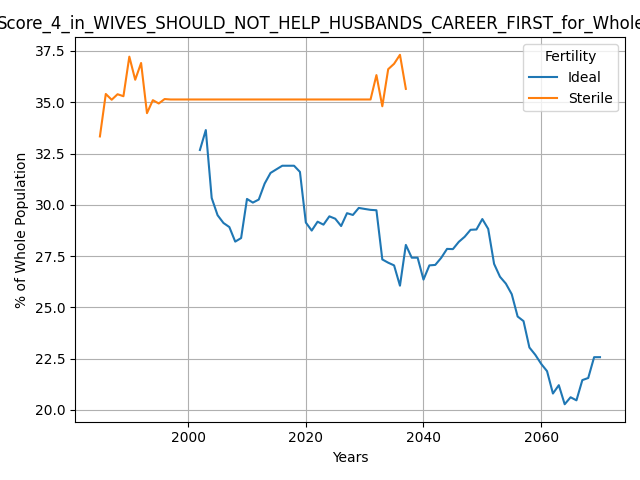 Score_4_in_WIVES_SHOULD_NOT_HELP_HUSBANDS_CAREER_FIRST_for_Whole
37.5
35.0
32.5
30.0
27.5
25.0
22.5
20.0
% of Whole Population
Fertility
Ideal
Sterile
2000 2020 2040 2060
Years